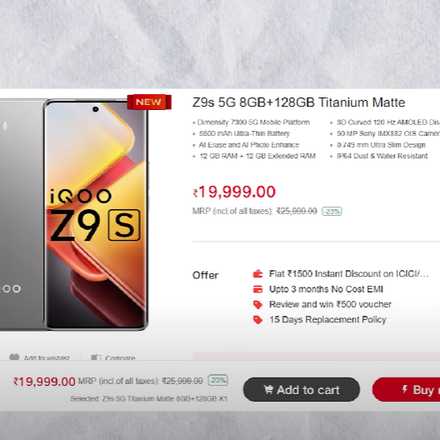 NEW
Z9s 5G 8GB+128GB Titanium Matte
• Dimensity 7300 5G Mobile Platform
• 3D Curved 120 Hz AMOLED Dis
• 5500 mAh Ultra-Thin Battery
• 50 MP Sony IMX882 OIS Camer
• AI Erase and AI Photo Enhance
• 0.749 mm Ultra Slim Design
• 12 GB RAM + 12 GB Extended RAM
• IP64 Dust & Water Resistant
iQOO
Z9 S
₹19,999.00
MRP (incl of all taxes): ₹25,999.00 -23%
Offer
Flat ₹1500 Instant Discount on ICICI/...
Upto 3 months No Cost EMI
Review and win ₹500 voucher
15 Days Replacement Policy
Add to wishlist
Compare
₹19,999.00 MRP (incl. of all taxes): ₹25,999.00 -23%
Selected: Z9s 5G Titanium Matte 8GB+128GB X1
Add to cart
Buy